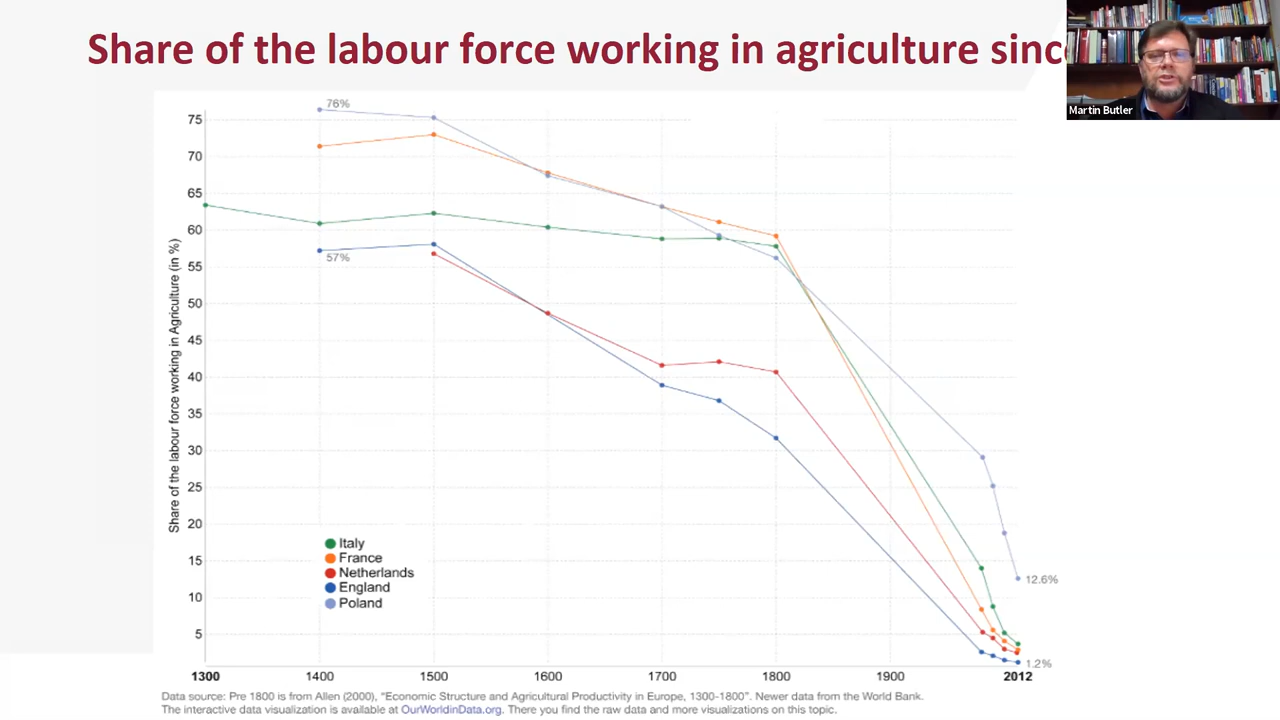 Share of the labour force working in agriculture since
Martin Butler
Share of the labour force working in Agriculture (in %)
75
70
65
60
55
50
45
40
35
30
25
20
15
10
5
76%
57%
12.6%
1.2%
Italy
France
Netherlands
England
Poland
1300 1400 1500 1600 1700 1800 1900 2012
Data source: Pre 1800 is from Allen (2000), "Economic Structure and Agricultural Productivity in Europe, 1300-1800". Newer data from the World Bank.
The interactive data visualization is available at OurWorldinData.org. There you find the raw data and more visualizations on this topic.